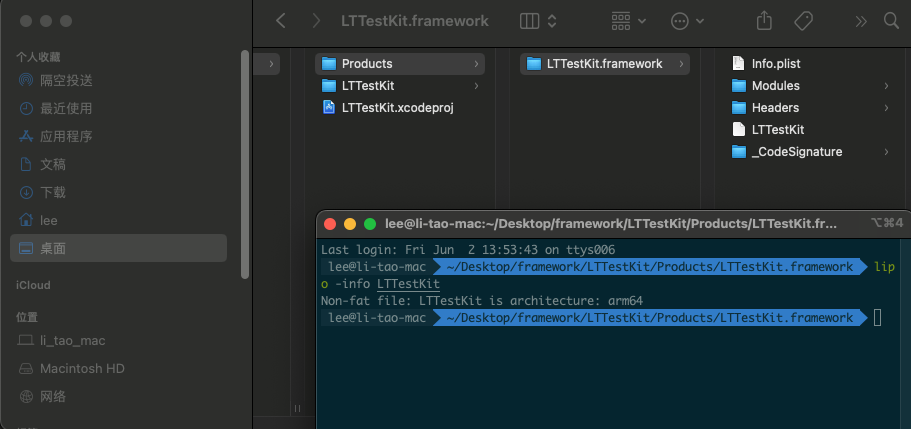 LTTestKit.framework
个人收藏
隔空投送
最近使用
应用程序
文稿
下载
lee
桌面
iCloud
位置
li_tao_mac
Macintosh HD
网络
Products
LTTestKit
LTTestKit.xcodeproj
LTTestKit.framework
Info.plist
Modules
Headers
LTTestKit
_CodeSignature
lee@li-tao-mac:~/Desktop/framework/LTTestKit/Products/LTTestKit.fr...
⌥⌘4
Last login: Fri Jun  2 13:53:43 on ttys006
lee@li-tao-mac ~/Desktop/framework/LTTestKit/Products/LTTestKit.framework lip
o -info LTTestKit
Non-fat file: LTTestKit is architecture: arm64
lee@li-tao-mac ~/Desktop/framework/LTTestKit/Products/LTTestKit.framework